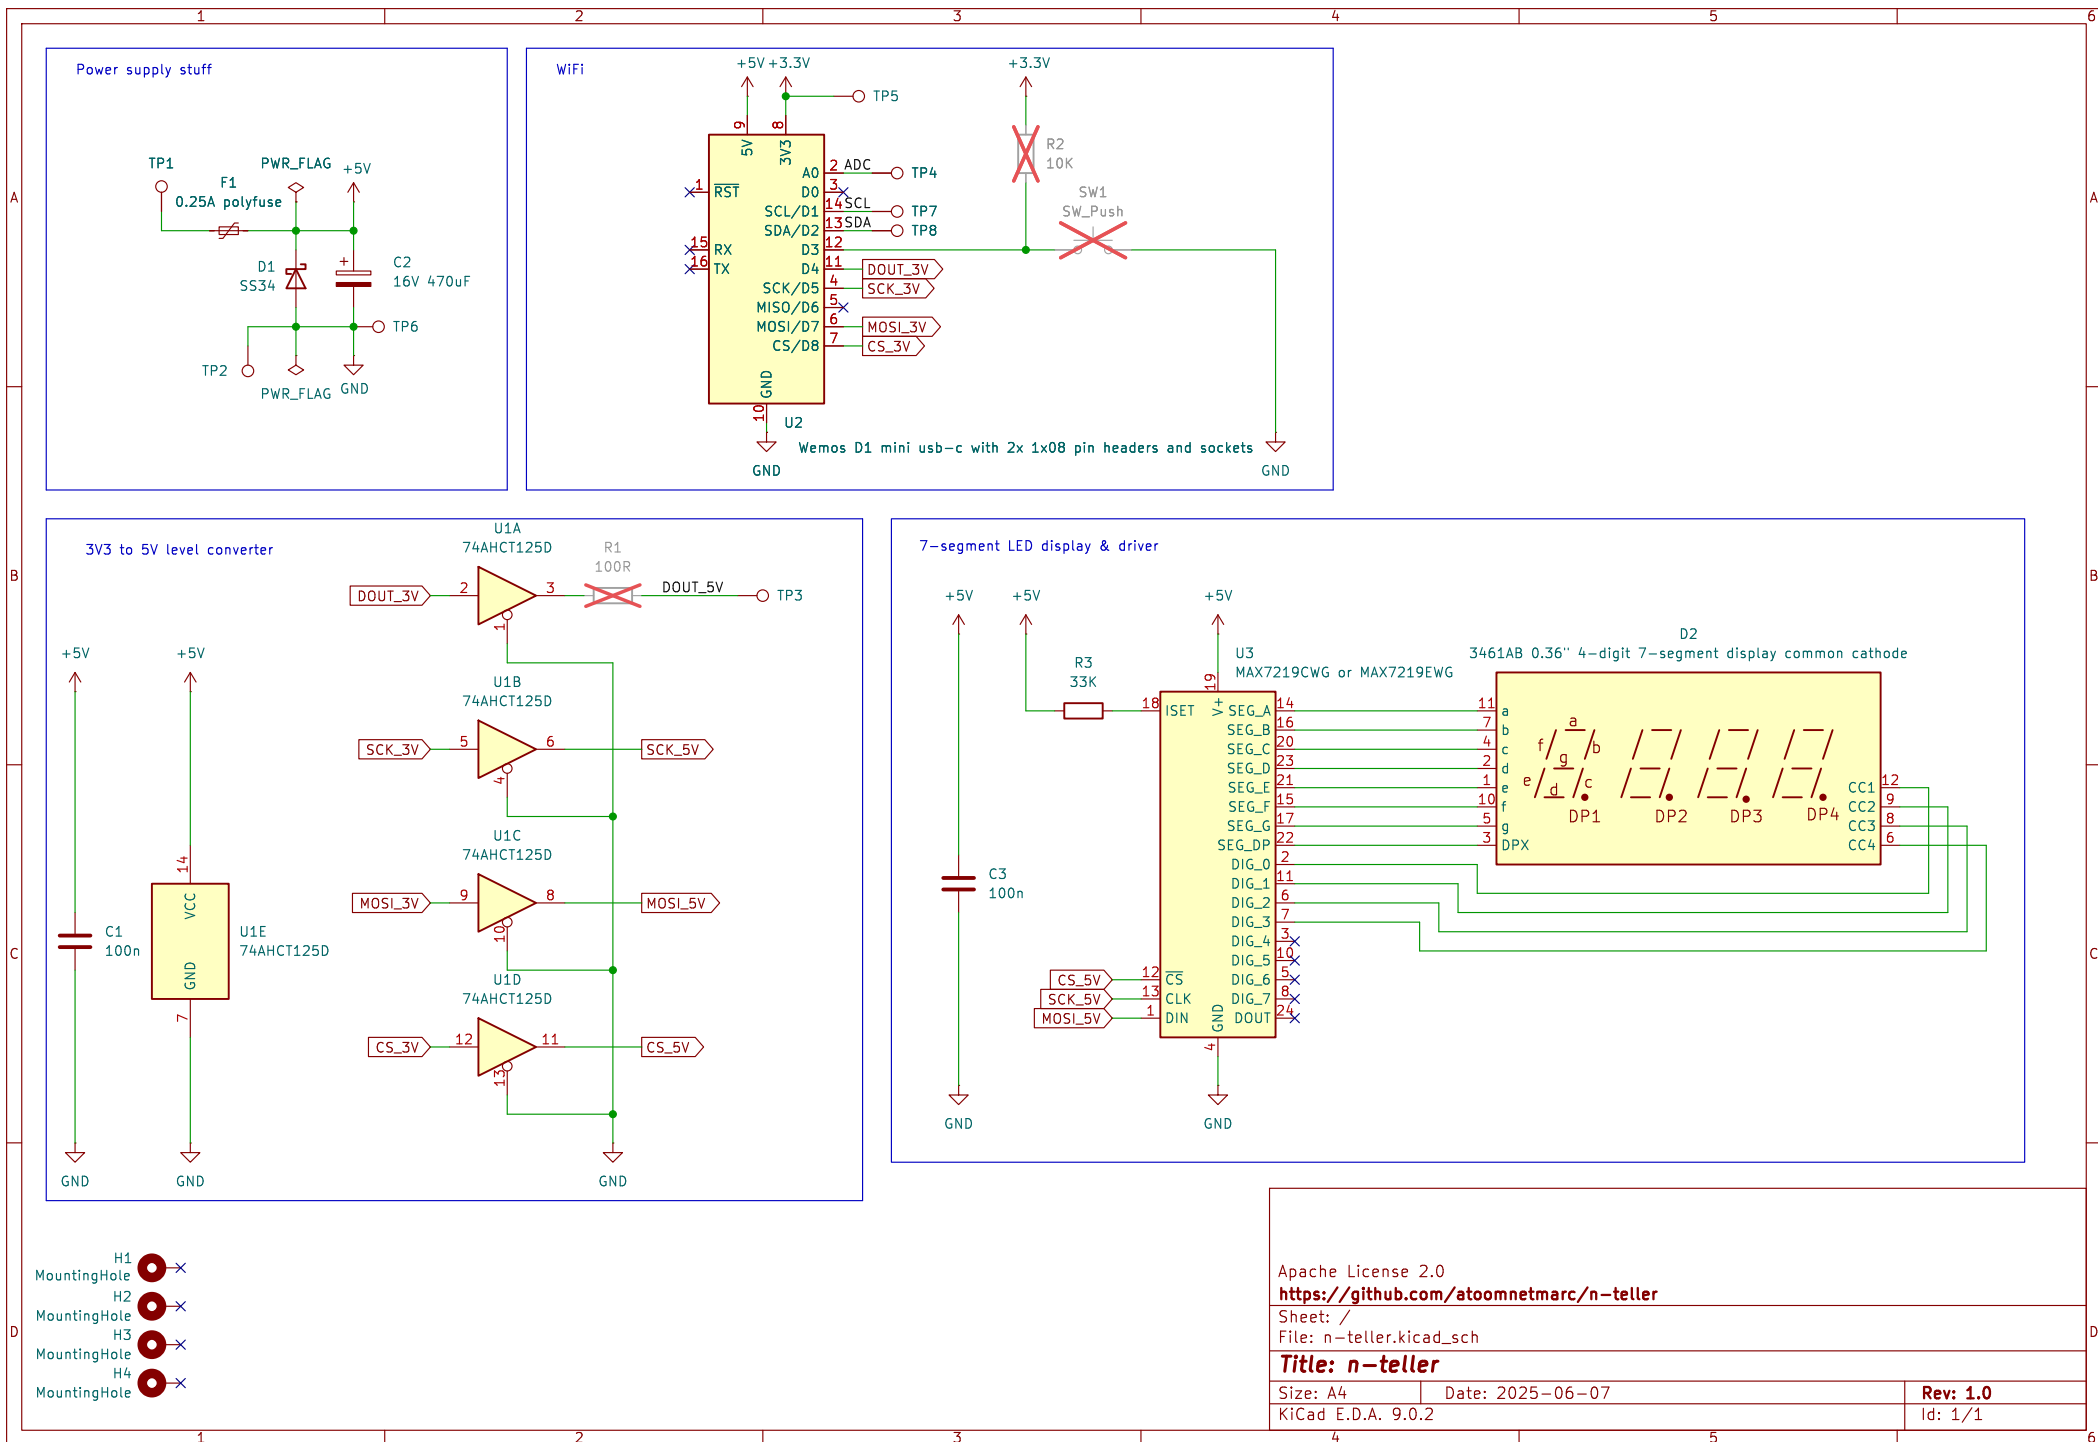 1 2 3 4 5 6
A
B
C
D
A
B
C
D
1 2 3 4 5 6
Power supply stuff
TP1
F1
0.25A polyfuse
PWR_FLAG
+5V
D1
SS34
+
C2
16V 470uF
TP6
TP2
PWR_FLAG
GND
WiFi
+5V +3.3V
TP5
9 8
5V 3V3
1 RST
15 RX
16 TX
A0 2 ADC TP4
D0 3
SCL/D1 14 SCL TP7
SDA/D2 13 SDA TP8
D3 12
D4 11 DOUT_3V
SCK/D5 4 SCK_3V
MISO/D6 5
MOSI/D7 6 MOSI_3V
CS/D8 7 CS_3V
GND
10
U2
Wemos D1 mini usb-c with 2x 1x08 pin headers and sockets
GND
+3.3V
R2
10K
SW1
SW_Push
GND
3V3 to 5V level converter
U1A
74AHCT125D
DOUT_3V 2 3
1
R1
100R
DOUT_5V
TP3
U1B
74AHCT125D
SCK_3V 5 6 SCK_5V
4
U1C
74AHCT125D
MOSI_3V 9 8 MOSI_5V
10
U1D
74AHCT125D
CS_3V 12 11 CS_5V
13
GND
+5V
C1
100n
GND
+5V
14
VCC
GND
7
U1E
74AHCT125D
GND
7-segment LED display & driver
+5V
C3
100n
GND
+5V
R3
33K
+5V
U3
MAX7219CWG or MAX7219EWG
19
V+
18 ISET
12 CS
13 CLK
1 DIN
CS_5V
SCK_5V
MOSI_5V
SEG_A 14
SEG_B 16
SEG_C 20
SEG_D 23
SEG_E 21
SEG_F 15
SEG_G 17
SEG_DP 22
DIG_0 2
DIG_1 11
DIG_2 6
DIG_3 7
DIG_4 3
DIG_5 10
DIG_6 5
DIG_7 8
DOUT 24
GND
4
GND
D2
3461AB 0.36" 4-digit 7-segment display common cathode
11 a
7 b
4 c
2 d
1 e
10 f
5 g
3 DPX
a
f b
g
e c
d
DP1 DP2 DP3 DP4
CC1 12
CC2 9
CC3 8
CC4 6
H1
MountingHole
H2
MountingHole
H3
MountingHole
H4
MountingHole
Apache License 2.0
https://github.com/atoomnetmarc/n-teller
Sheet: /
File: n-teller.kicad_sch
Title: n-teller
Size: A4 Date: 2025-06-07 Rev: 1.0
KiCad E.D.A. 9.0.2 Id: 1/1